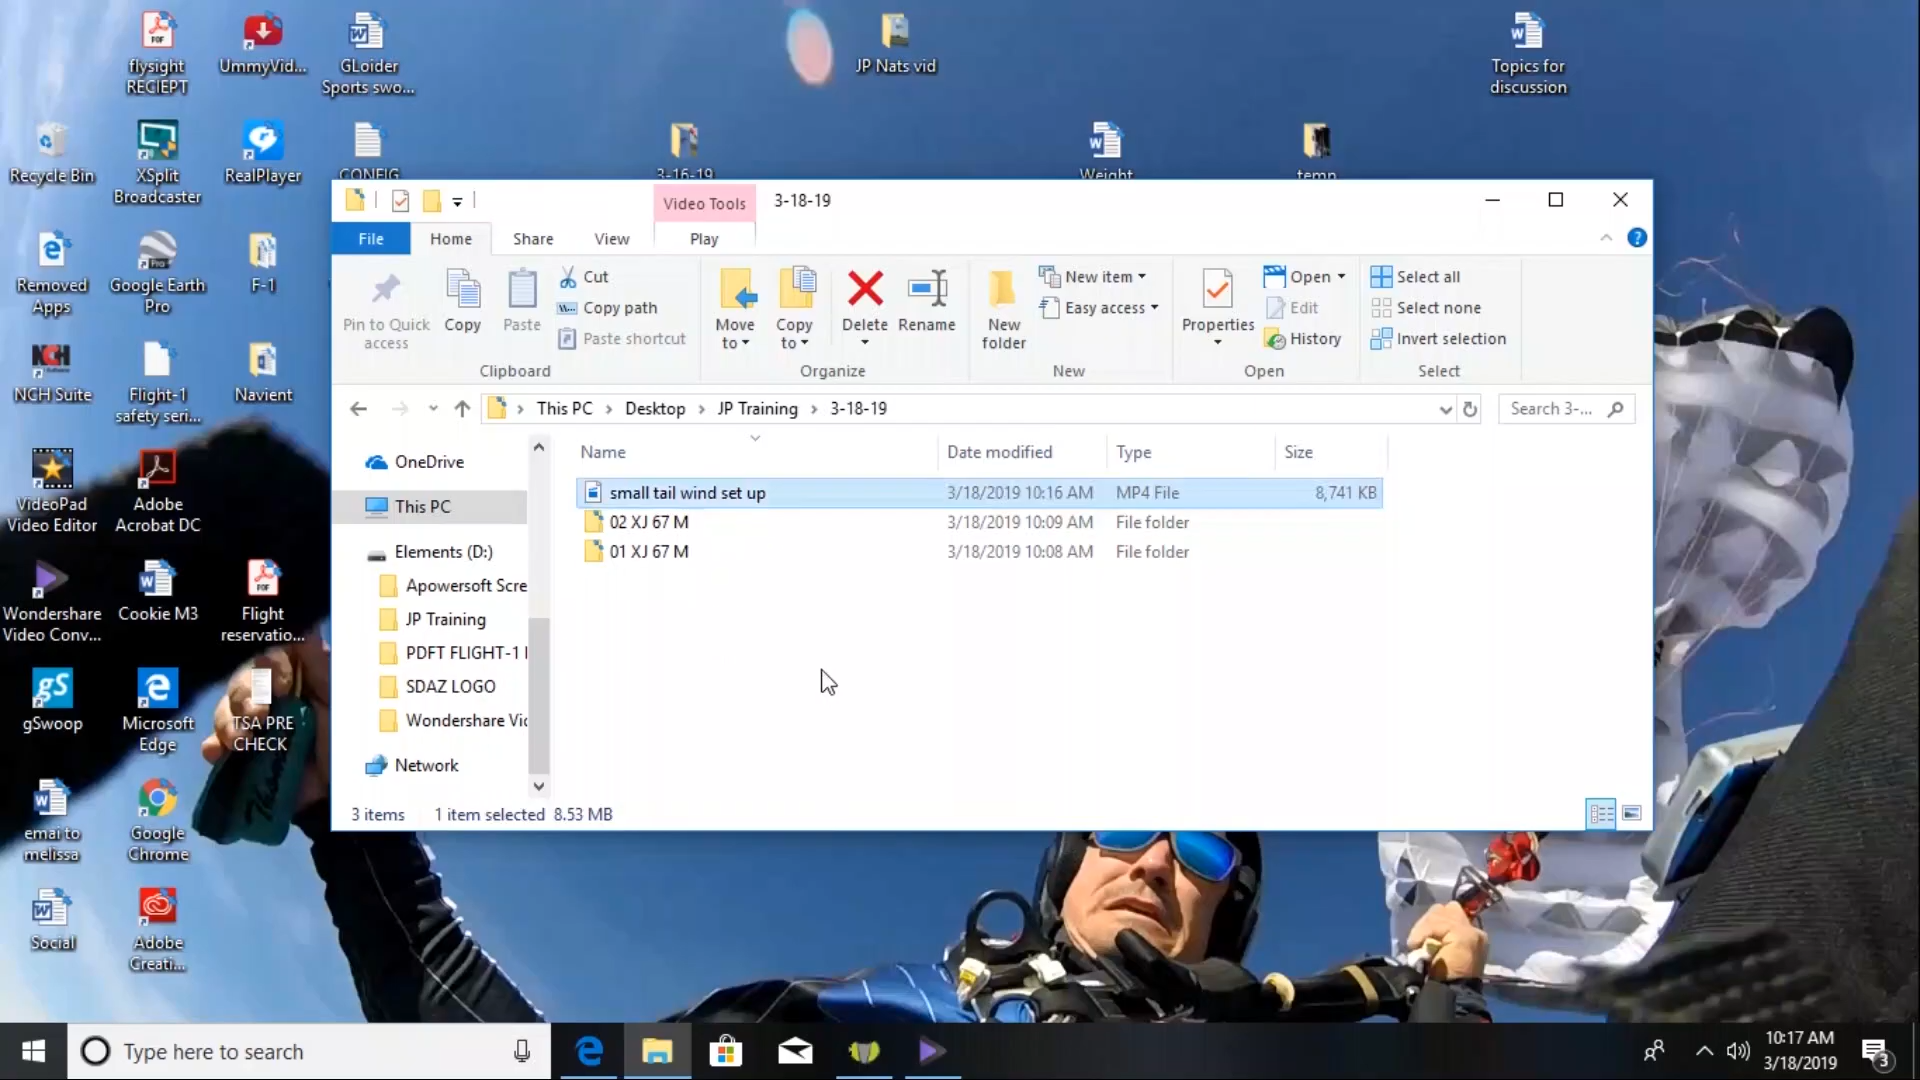 flysight
RECIEPT
UmmyVid...
GLoider
Sports swo...
JP Nats vid
Topics for
discussion
Recycle Bin
XSplit
Broadcaster
RealPlayer
CONFIG
3-16-19
Weight
temp
Removed
Apps
Google Earth
Pro
F-1
NCH Suite
Flight-1
safety seri...
Navient
VideoPad
Video Editor
Adobe
Acrobat DC
Wondershare
Video Conv...
Cookie M3
Flight
reservatio...
gSwoop
Microsoft
Edge
TSA PRE
CHECK
emai to
melissa
Google
Chrome
Social
Adobe
Creati...
Video Tools
3-18-19
File
Home
Share
View
Play
Pin to Quick
access
Copy
Paste
Cut
Copy path
Paste shortcut
Clipboard
Move
to
Copy
to
Delete
Rename
Organize
New
folder
New item
Easy access
New
Properties
Open
Edit
History
Open
Select all
Select none
Invert selection
Select
This PC > Desktop > JP Training > 3-18-19
Search 3-...
OneDrive
This PC
Elements (D:)
Apowersoft Scre
JP Training
PDFT FLIGHT-1
SDAZ LOGO
Wondershare Vic
Network
Name Date modified Type Size
small tail wind set up 3/18/2019 10:16 AM MP4 File 8,741 KB
02 XJ 67 M 3/18/2019 10:09 AM File folder
01 XJ 67 M 3/18/2019 10:08 AM File folder
3 items 1 item selected 8.53 MB
Type here to search
10:17 AM
3/18/2019
3